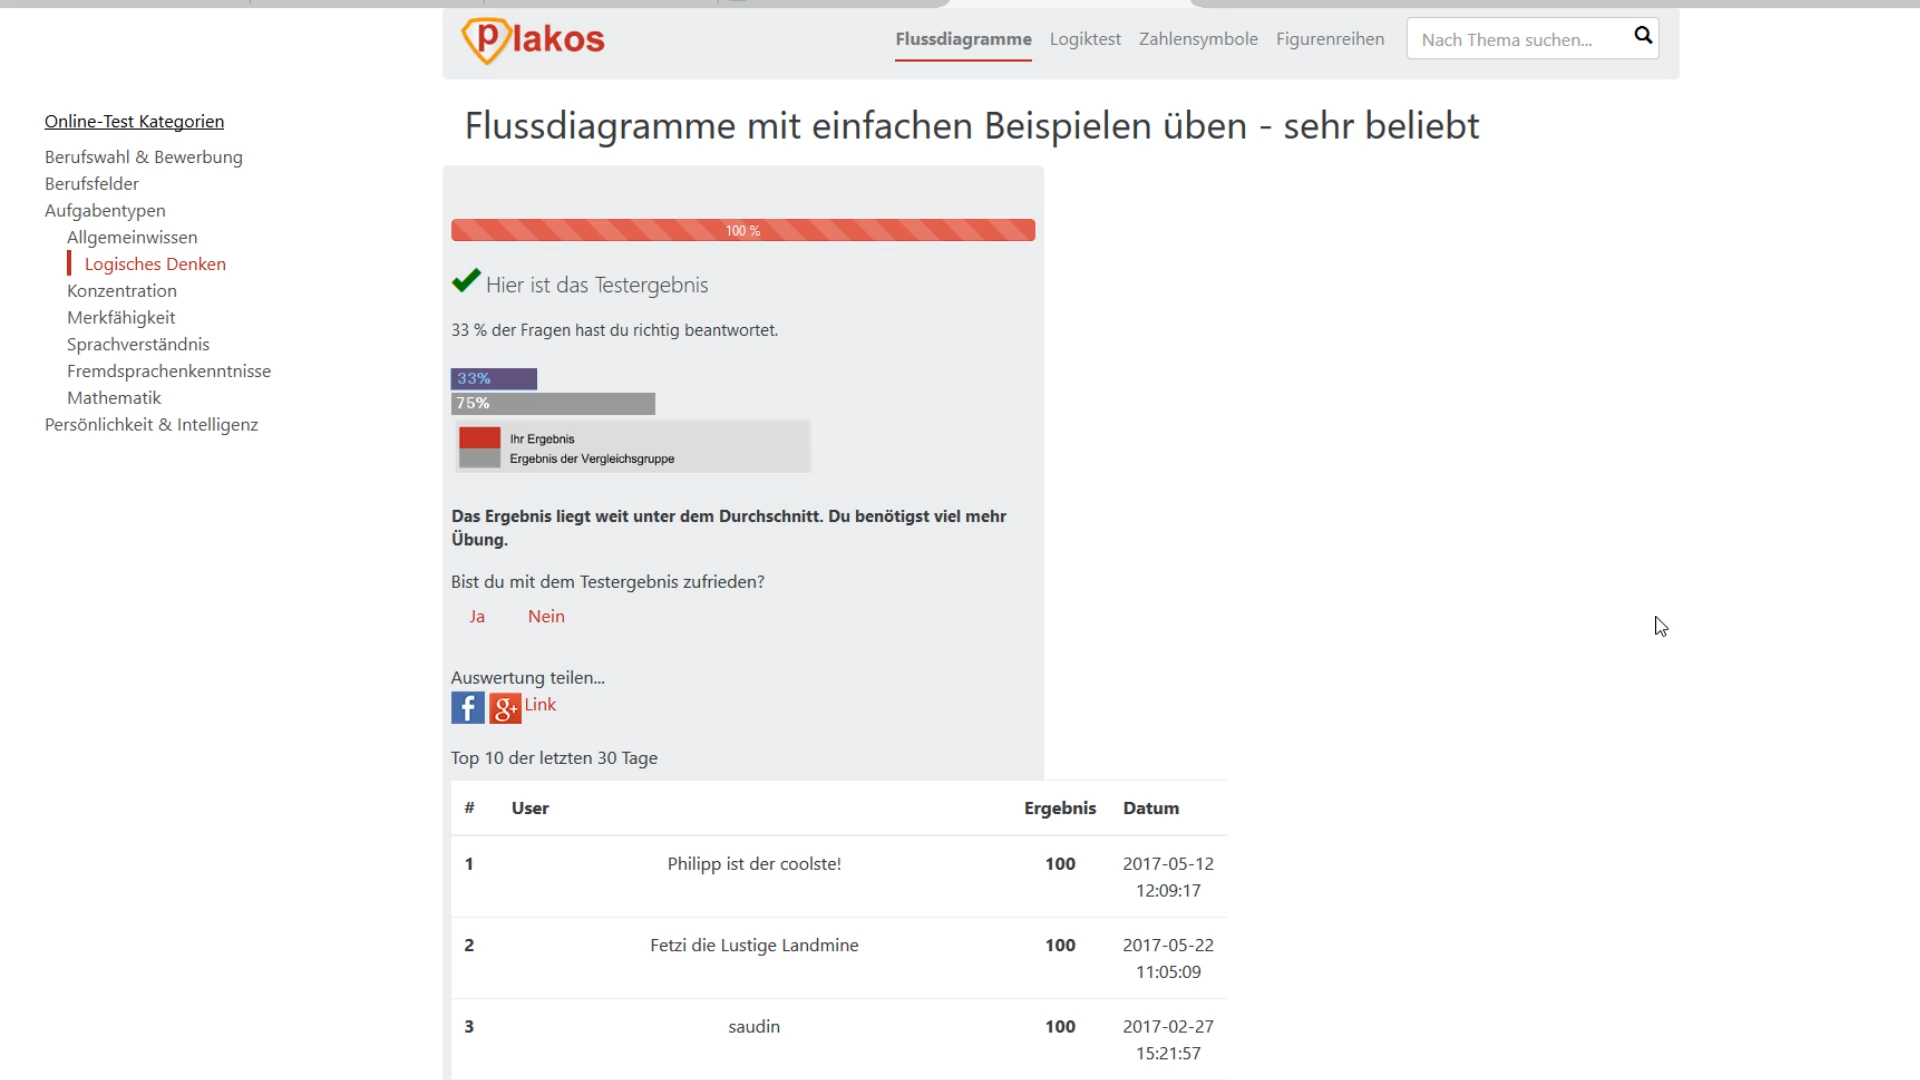 Plakos
Flussdiagramme Logiktest Zahlensymbole Figurenreihen Nach Thema suchen...
Online-Test Kategorien
Berufswahl & Bewerbung
Berufsfelder
Aufgabentypen
Allgemeinwissen
Logisches Denken
Konzentration
Merkfähigkeit
Sprachverständnis
Fremdsprachenkenntnisse
Mathematik
Persönlichkeit & Intelligenz
Flussdiagramme mit einfachen Beispielen üben - sehr beliebt
100 %
Hier ist das Testergebnis
33 % der Fragen hast du richtig beantwortet.
33%
75%
Ihr Ergebnis
Ergebnis der Vergleichsgruppe
Das Ergebnis liegt weit unter dem Durchschnitt. Du benötigst viel mehr
Übung.
Bist du mit dem Testergebnis zufrieden?
Ja Nein
Auswertung teilen...
f g+ Link
Top 10 der letzten 30 Tage
# User Ergebnis Datum
1 Philipp ist der coolste! 100 2017-05-12
12:09:17
2 Fetzi die Lustige Landmine 100 2017-05-22
11:05:09
3 saudin 100 2017-02-27
15:21:57